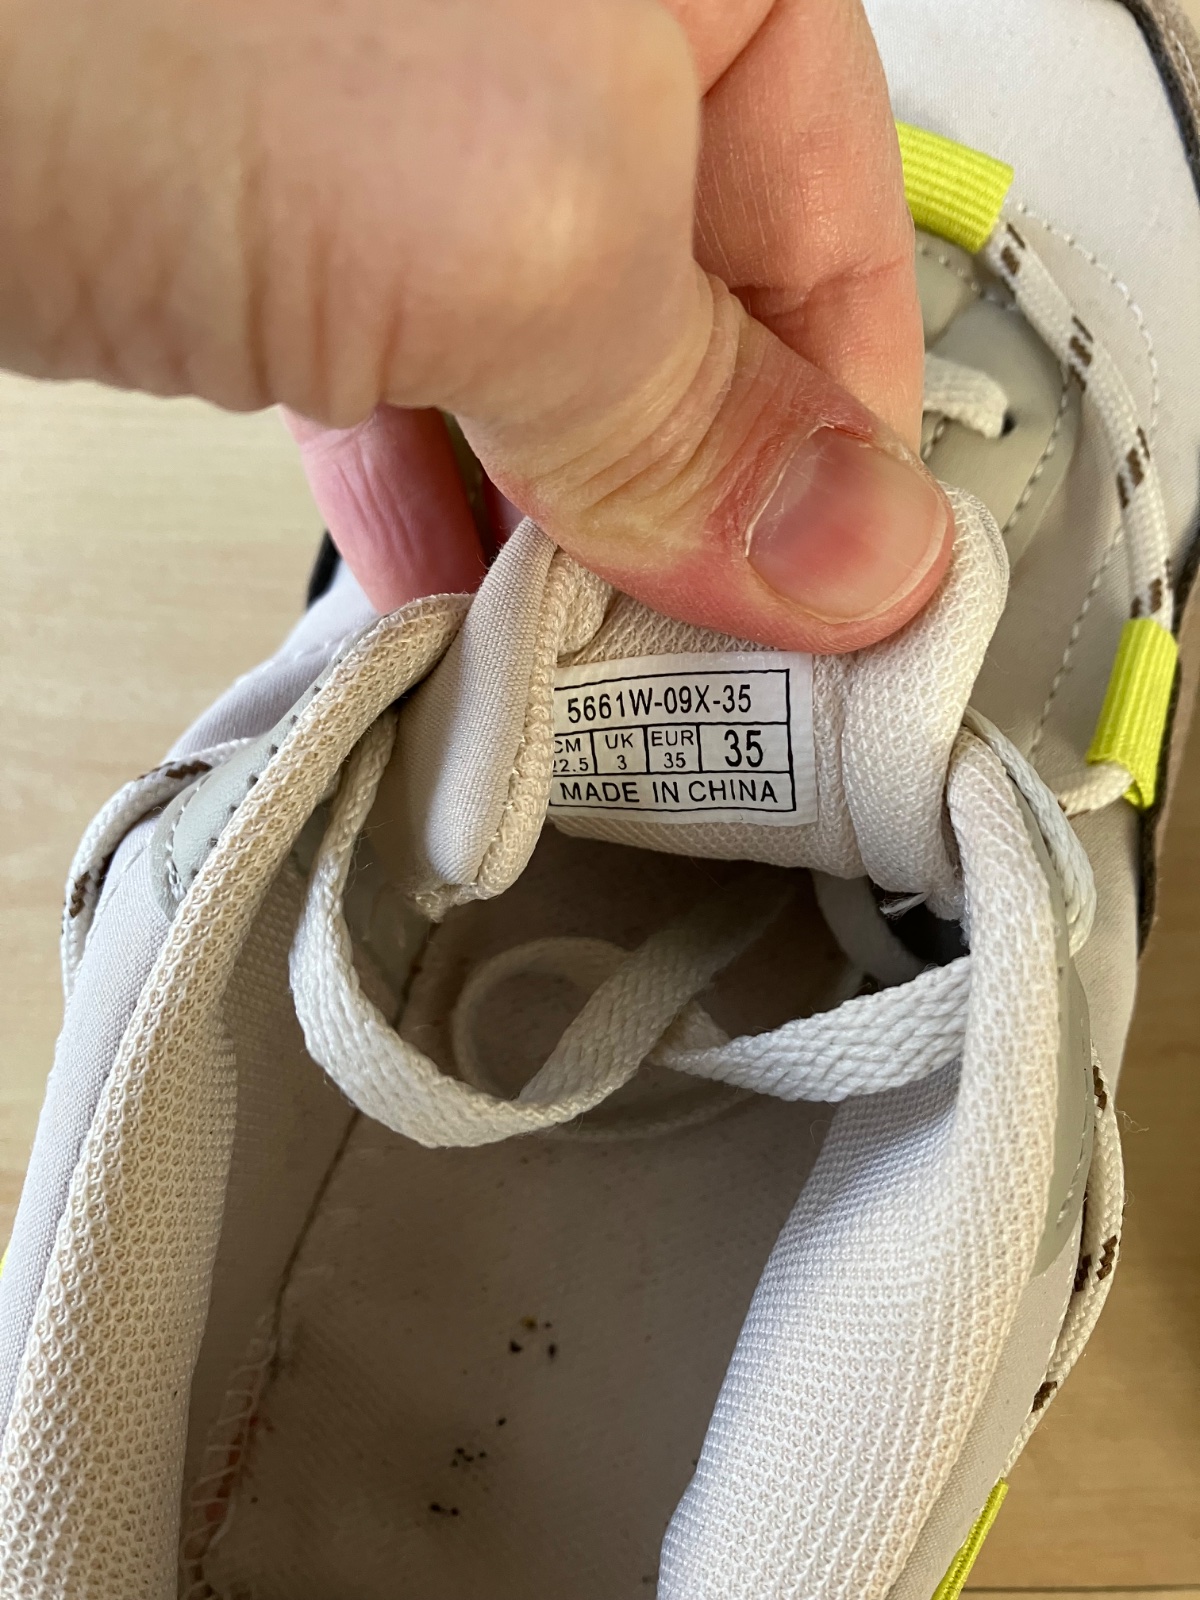 5661W-09X-35
CM UK EUR 35
22.5 3 35
MADE IN CHINA